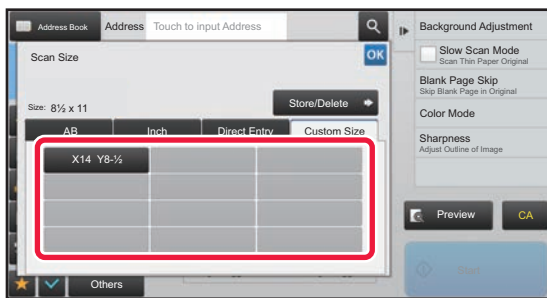 Address Book Address Touch to input Address
Scan Size OK
Size: 8½ x 11 Store/Delete
AB Inch Direct Entry Custom Size
X14 Y8-½
Others
Background Adjustment
Slow Scan Mode
Scan Thin Paper Original
Blank Page Skip
Skip Blank Page in Original
Color Mode
Sharpness
Adjust Outline of Image
Preview CA
Start